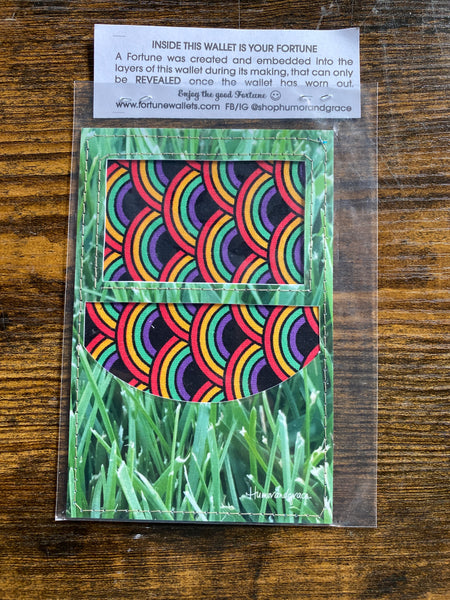 INSIDE THIS WALLET IS YOUR FORTUNE
A Fortune was created and embedded into the
layers of this wallet during its making, that can only
be REVEALED once the wallet has worn out.
Enjoy the good Fortune ☺
www.fortunewallets.com FB/IG @shophumorandgrace
Humorandgrace